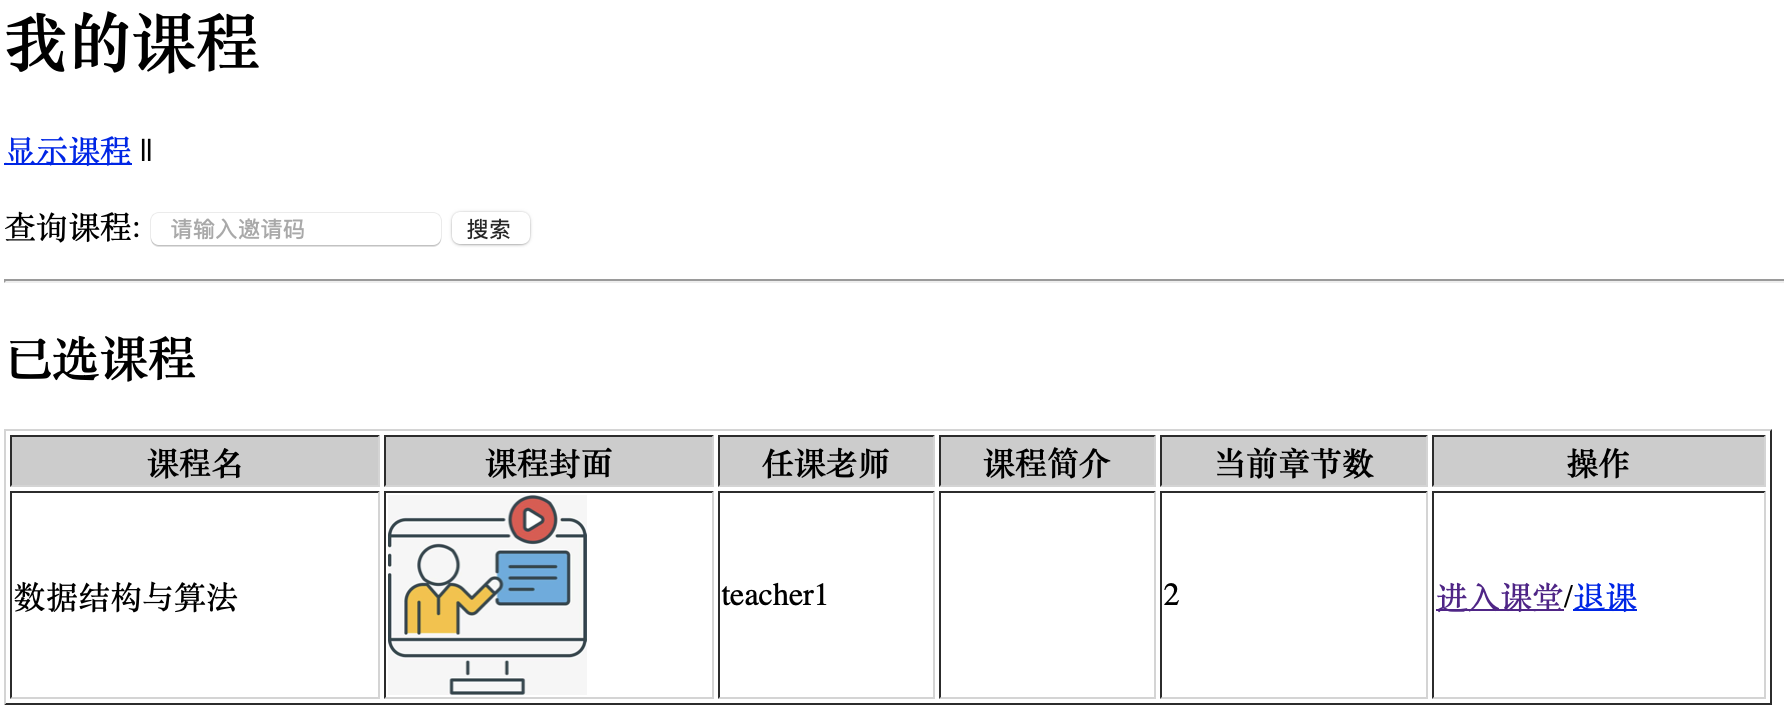 我的课程
显示课程 ||
查询课程: 请输入邀请码 搜索
已选课程
课程名 课程封面 任课老师 课程简介 当前章节数 操作
数据结构与算法 teacher1 2 进入课堂/退课